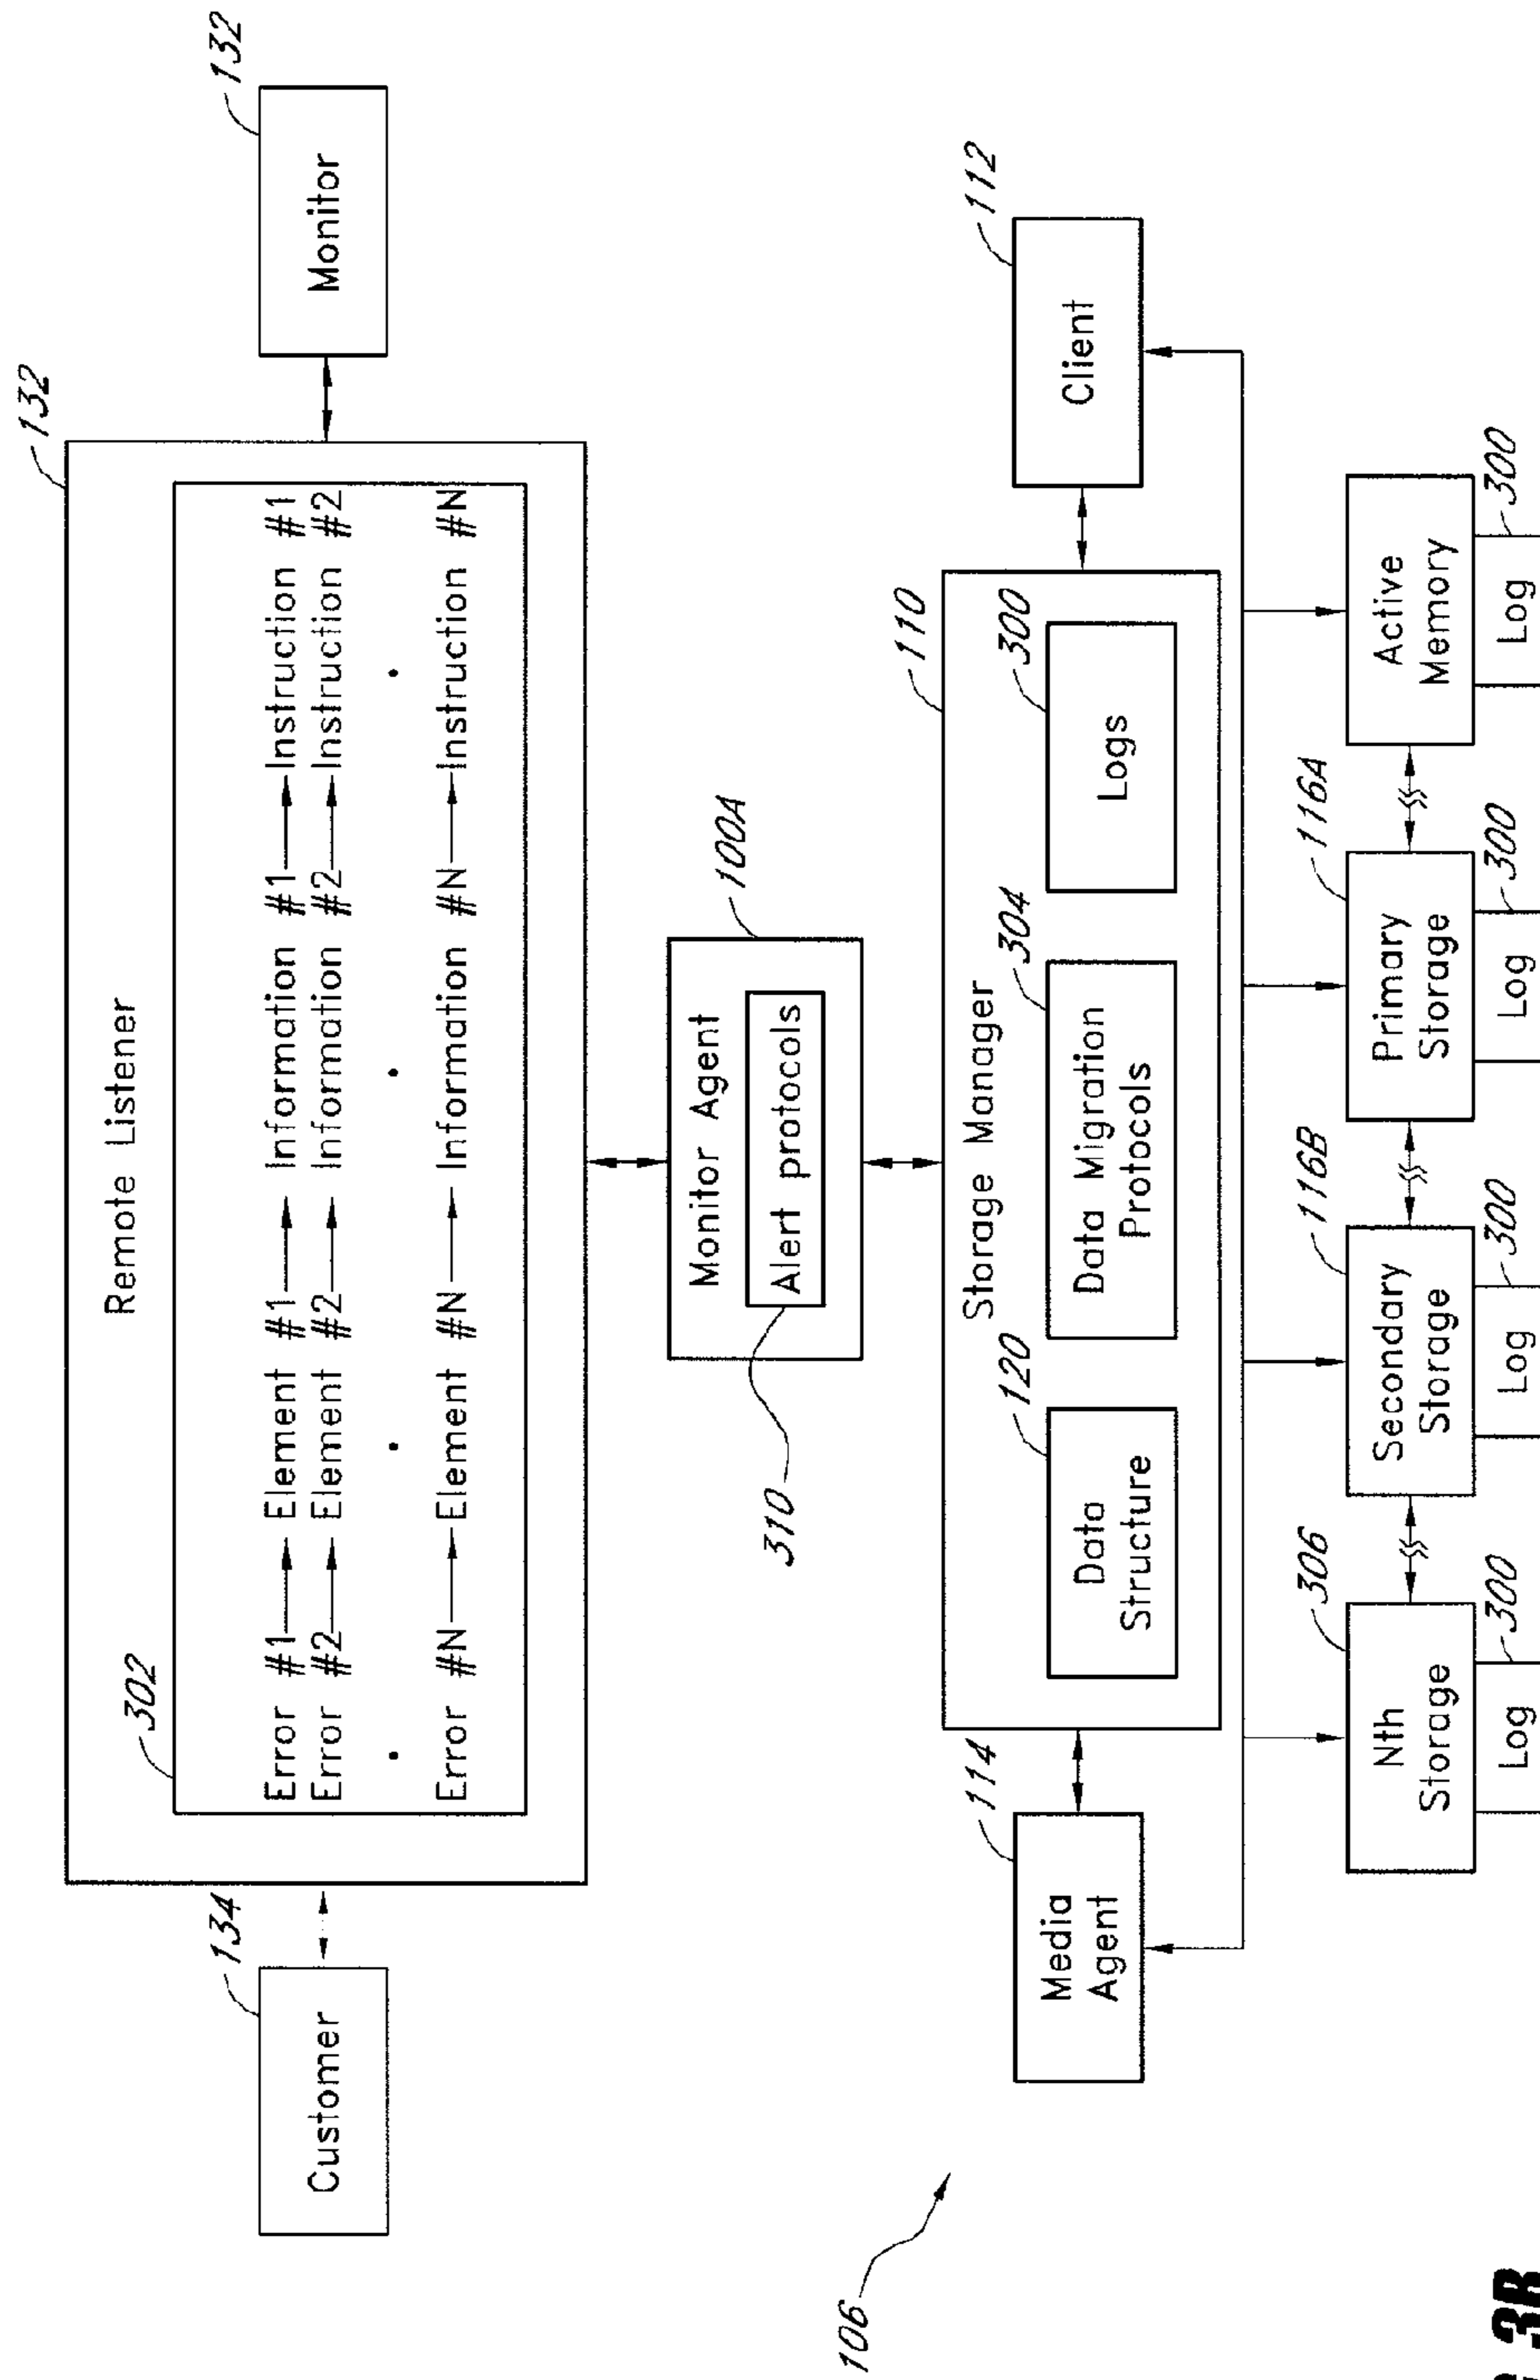 132
132
Remote Listener
134
302
Customer
Error #1 Element #1 Information #1 Instruction #1
Error #2 Element #2 Information #2 Instruction #2
. . . .
Error #N Element #N Information #N Instruction #N
Monitor
100A
Monitor Agent
Alert protocols
310
106
110
112
114
Storage Manager
120
304
300
Media
Agent
Data
Structure
Data Migration
Protocols
Logs
Client
306
116B
116A
Nth
Storage
Secondary
Storage
Primary
Storage
Active
Memory
300
300
300
300
Log
Log
Log
Log
3B